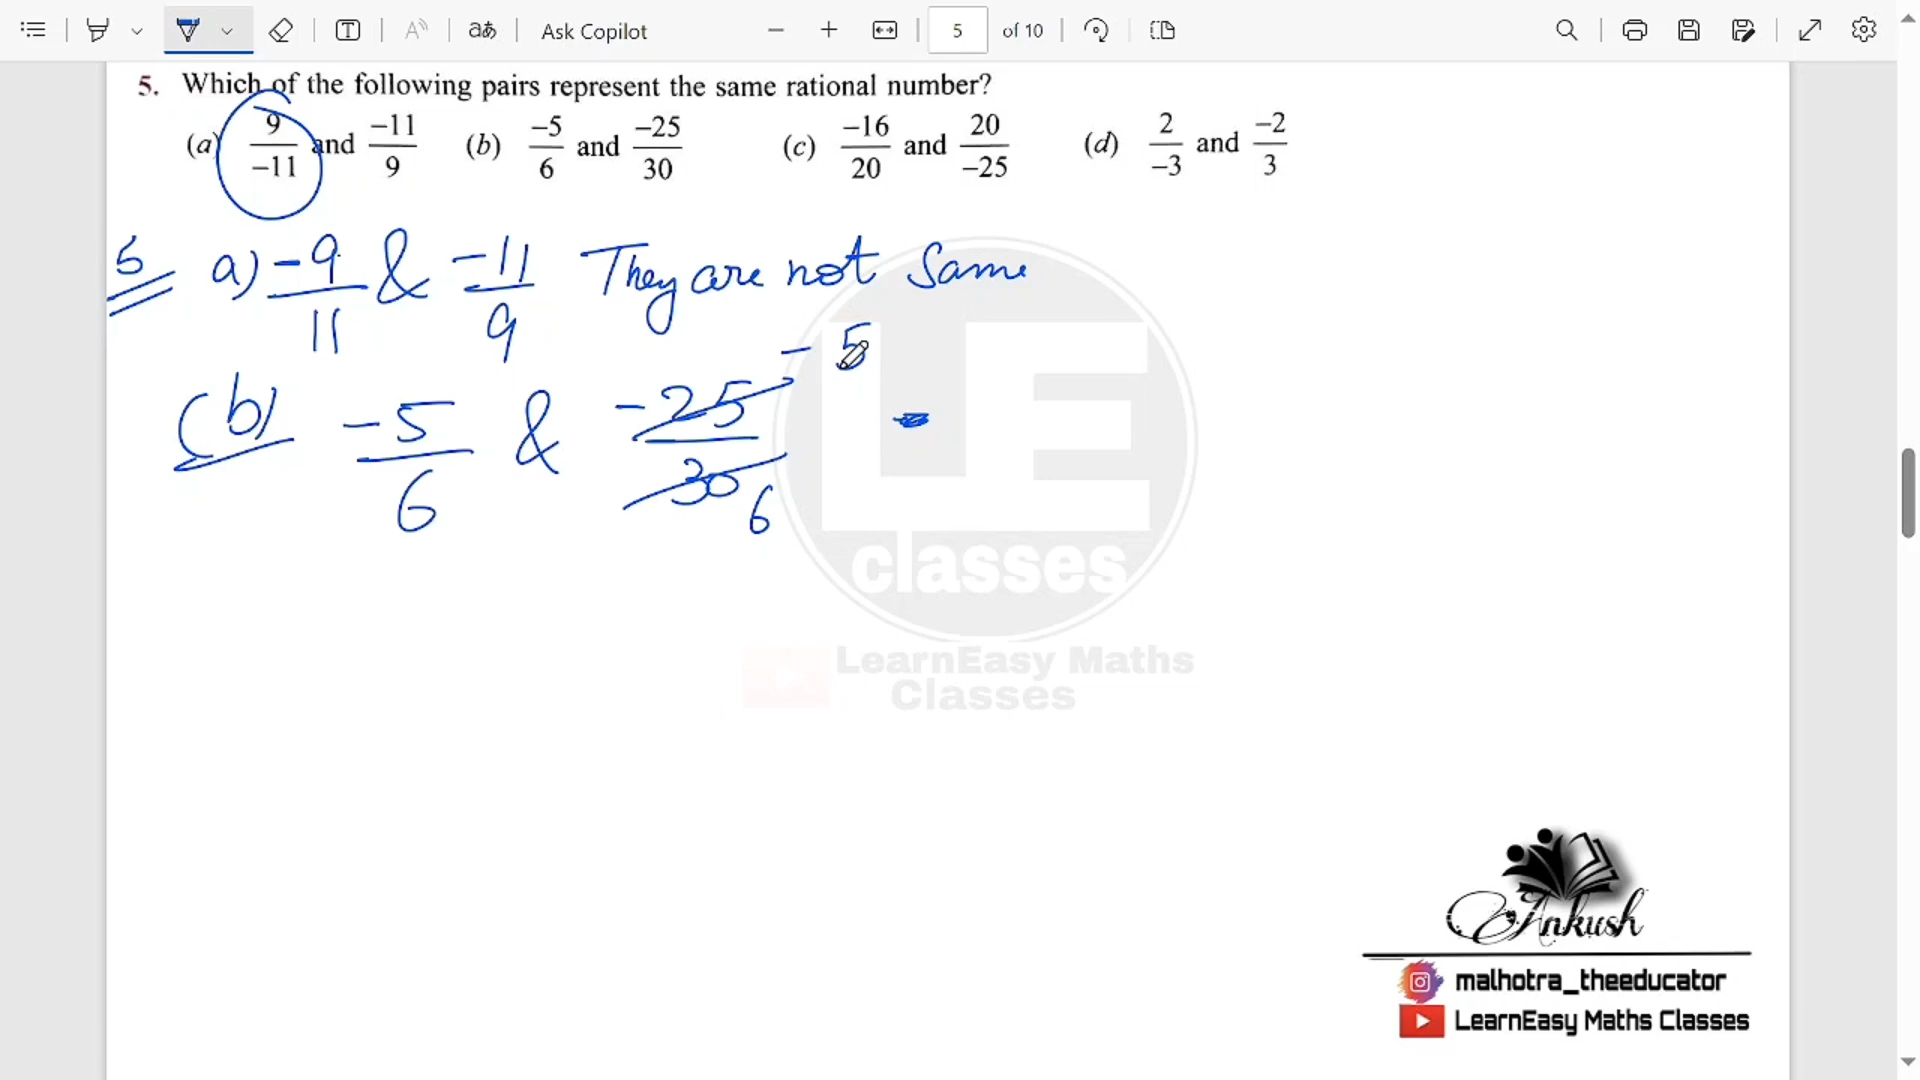 Ask Copilot 5 of 10
5. Which of the following pairs represent the same rational number?
(a) 9/-11 and -11/9 (b) -5/6 and -25/30 (c) -16/20 and 20/-25 (d) 2/-3 and -2/3
5 a) -9/11 & -11/9 They are not Same
- 5
(b) -5/6 & -25/30
6
LE
classes
LearnEasy Maths
Classes
Ankush
malhotra_theeducator
LearnEasy Maths Classes